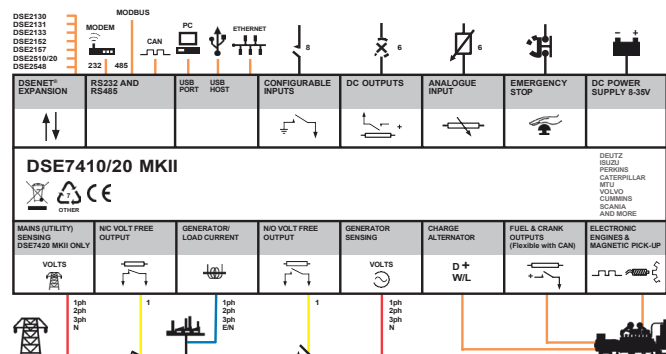 DSE2130
DSE2131
DSE2133
DSE2152
DSE2157
DSE2510/20
DSE2548
MODEM
MODBUS
232
485
CAN
PC
ETHERNET
8
6
6
- +
DSENET® EXPANSION
RS232 AND RS485
USB PORT
USB HOST
CONFIGURABLE INPUTS
DC OUTPUTS
ANALOGUE INPUT
EMERGENCY STOP
DC POWER SUPPLY 8-35V
+
DSE7410/20 MKII
7
OTHER
CE
DEUTZ
ISUZU
PERKINS
CATERPILLAR
MTU
VOLVO
CUMMINS
SCANIA
AND MORE
MAINS (UTILITY) SENSING DSE7420 MKII ONLY
N/C VOLT FREE OUTPUT
GENERATOR/ LOAD CURRENT
N/O VOLT FREE OUTPUT
GENERATOR SENSING
CHARGE ALTERNATOR
FUEL & CRANK OUTPUTS (Flexible with CAN)
ELECTRONIC ENGINES & MAGNETIC PICK-UP
VOLTS
VOLTS
D+
W/L
+
1ph
2ph
3ph
N
1
1ph
2ph
3ph
E/N
1
1ph
2ph
3ph
N